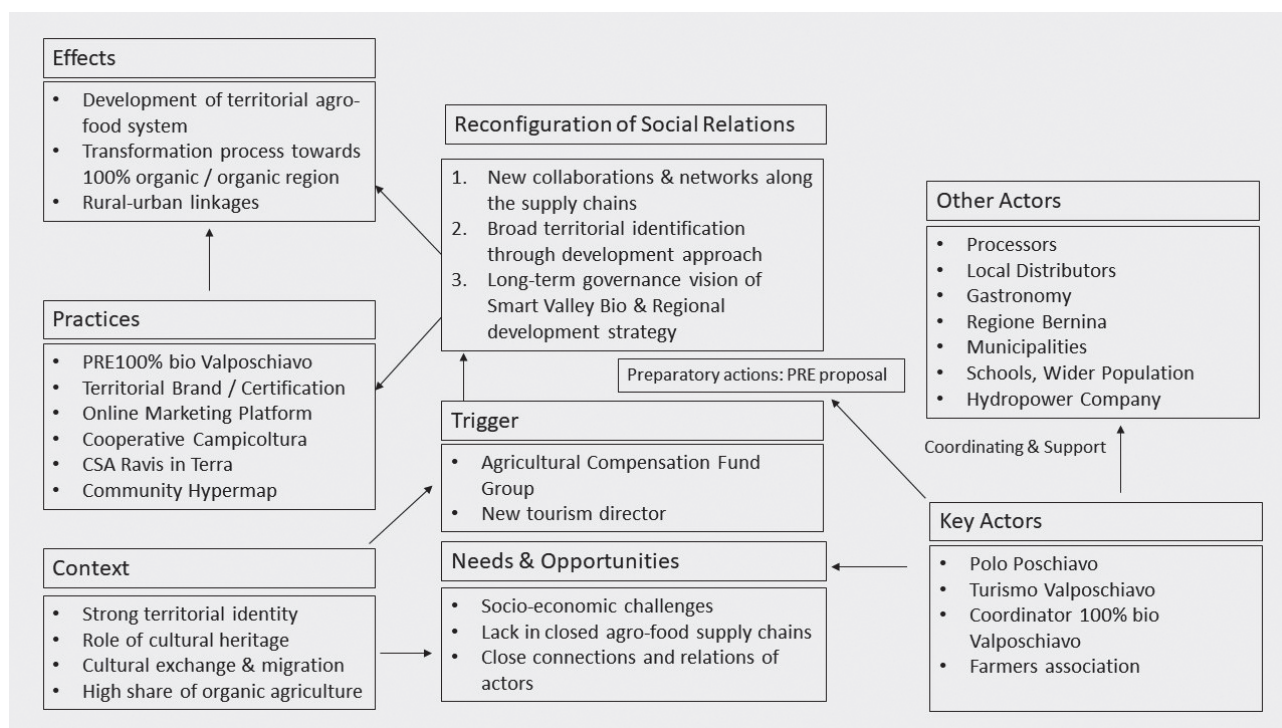 Effects
• Development of territorial agro-
food system
• Transformation process towards
100% organic / organic region
• Rural-urban linkages
Reconfiguration of Social Relations
1. New collaborations & networks along
the supply chains
2. Broad territorial identification
through development approach
3. Long-term governance vision of
Smart Valley Bio & Regional
development strategy
Other Actors
• Processors
• Local Distributors
• Gastronomy
• Regione Bernina
• Municipalities
• Schools, Wider Population
• Hydropower Company
Practices
• PRE100% bio Valposchiavo
• Territorial Brand / Certification
• Online Marketing Platform
• Cooperative Campicoltura
• CSA Ravis in Terra
• Community Hypermap
Preparatory actions: PRE proposal
Trigger
• Agricultural Compensation Fund
Group
• New tourism director
Coordinating & Support
Key Actors
• Polo Poschiavo
• Turismo Valposchiavo
• Coordinator 100% bio
Valposchiavo
• Farmers association
Context
• Strong territorial identity
• Role of cultural heritage
• Cultural exchange & migration
• High share of organic agriculture
Needs & Opportunities
• Socio-economic challenges
• Lack in closed agro-food supply chains
• Close connections and relations of
actors